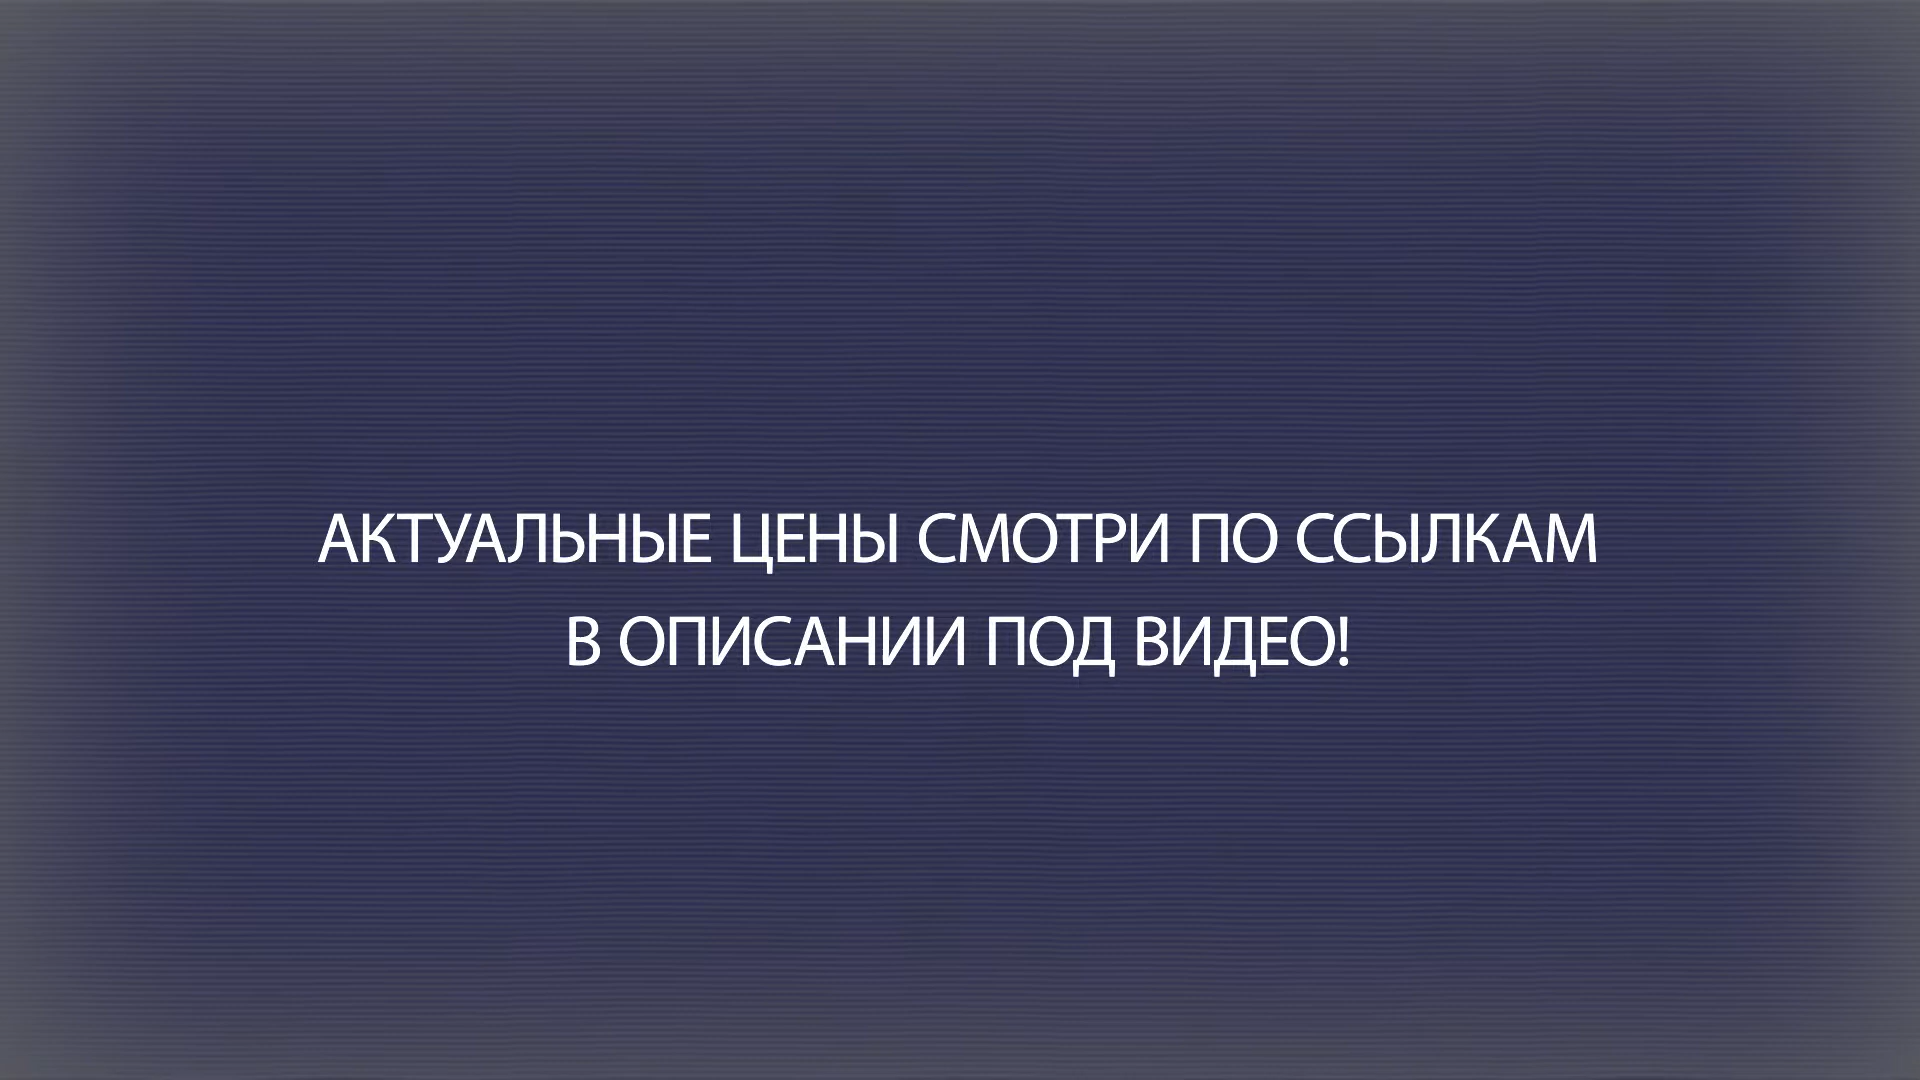 АКТУАЛЬНЫЕ ЦЕНЫ СМОТРИ ПО ССЫЛКАМ
В ОПИСАНИИ ПОД ВИДЕО!